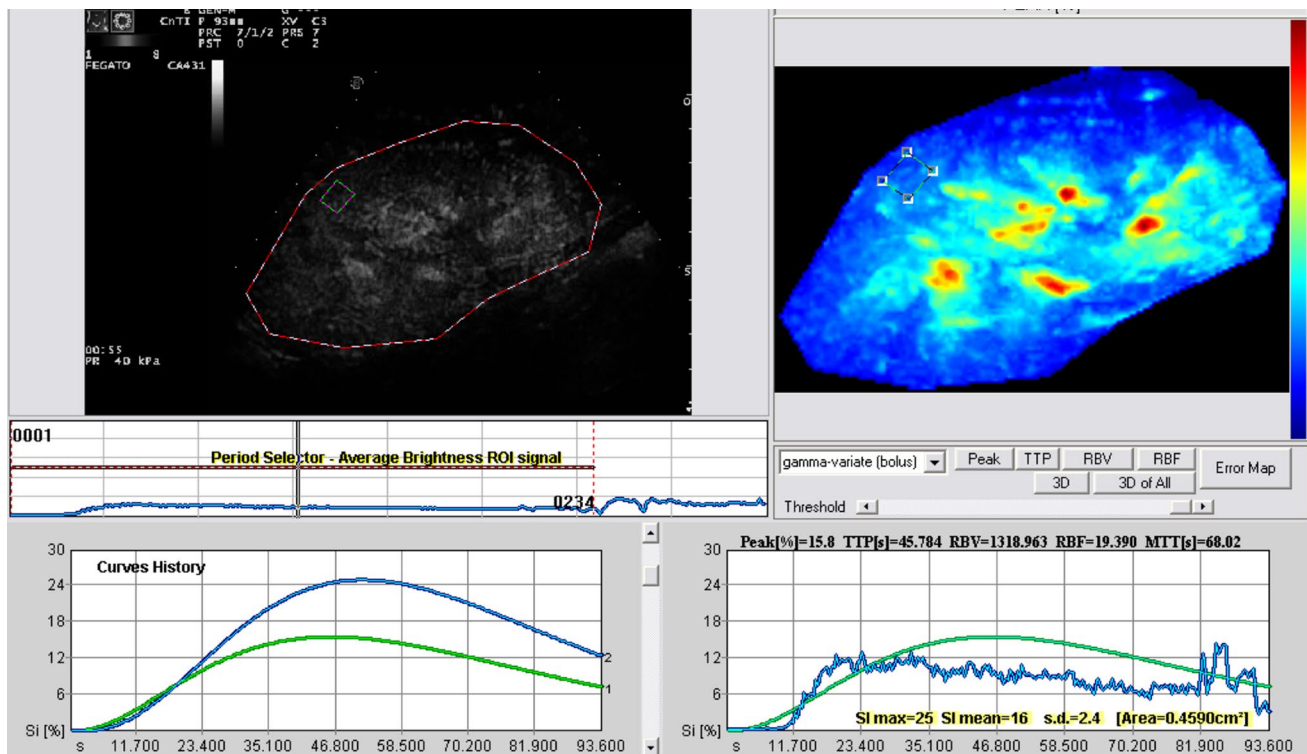 CnTI P 93 XV C3
PRC 7/1/2 PRS 7
PST 0 C 2
1 8
FEGATO CA431
5
00:55
PR 40 kPa
0001
Period Selector - Average Brightness ROI signal
0234
gamma-variate (bolus) Peak TTP RBV RBF Error Map
3D 3D of All
Threshold
Curves History
30
24
18
12
6
Si [%]
2
1
s 11.700 23.400 35.100 46.800 58.500 70.200 81.900 93.600
Peak[%]=15.8 TTP[s]=45.784 RBV=1318.963 RBF=19.390 MTT[s]=68.02
30
24
18
12
6
Si [%]
SI max=25 SI mean=16 s.d.=2.4 [Area=0.4590cm²]
s 11.700 23.400 35.100 46.800 58.500 70.200 81.900 93.600